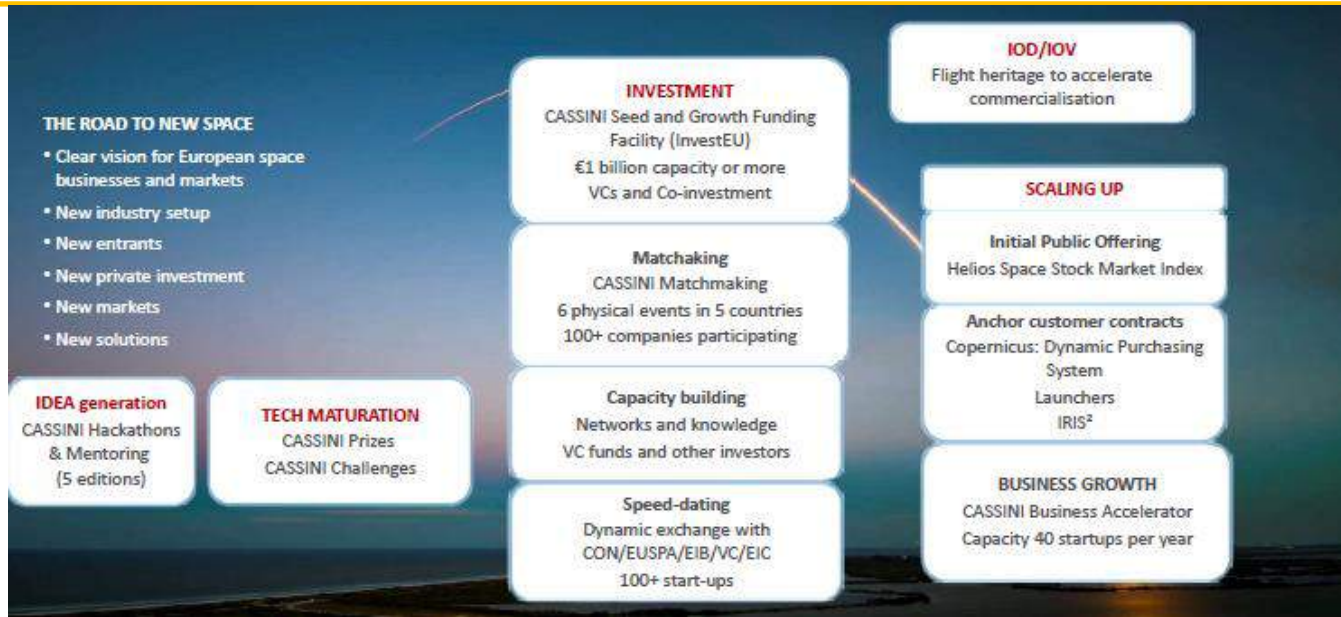 THE ROAD TO NEW SPACE
• Clear vision for European space
businesses and markets
• New industry setup
• New entrants
• New private investment
• New markets
• New solutions
IDEA generation
CASSINI Hackathons
& Mentoring
(5 editions)
TECH MATURATION
CASSINI Prizes
CASSINI Challenges
INVESTMENT
CASSINI Seed and Growth Funding
Facility (InvestEU)
€1 billion capacity or more
VCs and Co-investment
Matchaking
CASSINI Matchmaking
6 physical events in 5 countries
100+ companies participating
Capacity building
Networks and knowledge
VC funds and other investors
Speed-dating
Dynamic exchange with
CON/EUSPA/EIB/VC/EIC
100+ start-ups
IOD/IOV
Flight heritage to accelerate
commercialisation
SCALING UP
Initial Public Offering
Helios Space Stock Market Index
Anchor customer contracts
Copernicus: Dynamic Purchasing
System
Launchers
IRIS²
BUSINESS GROWTH
CASSINI Business Accelerator
Capacity 40 startups per year